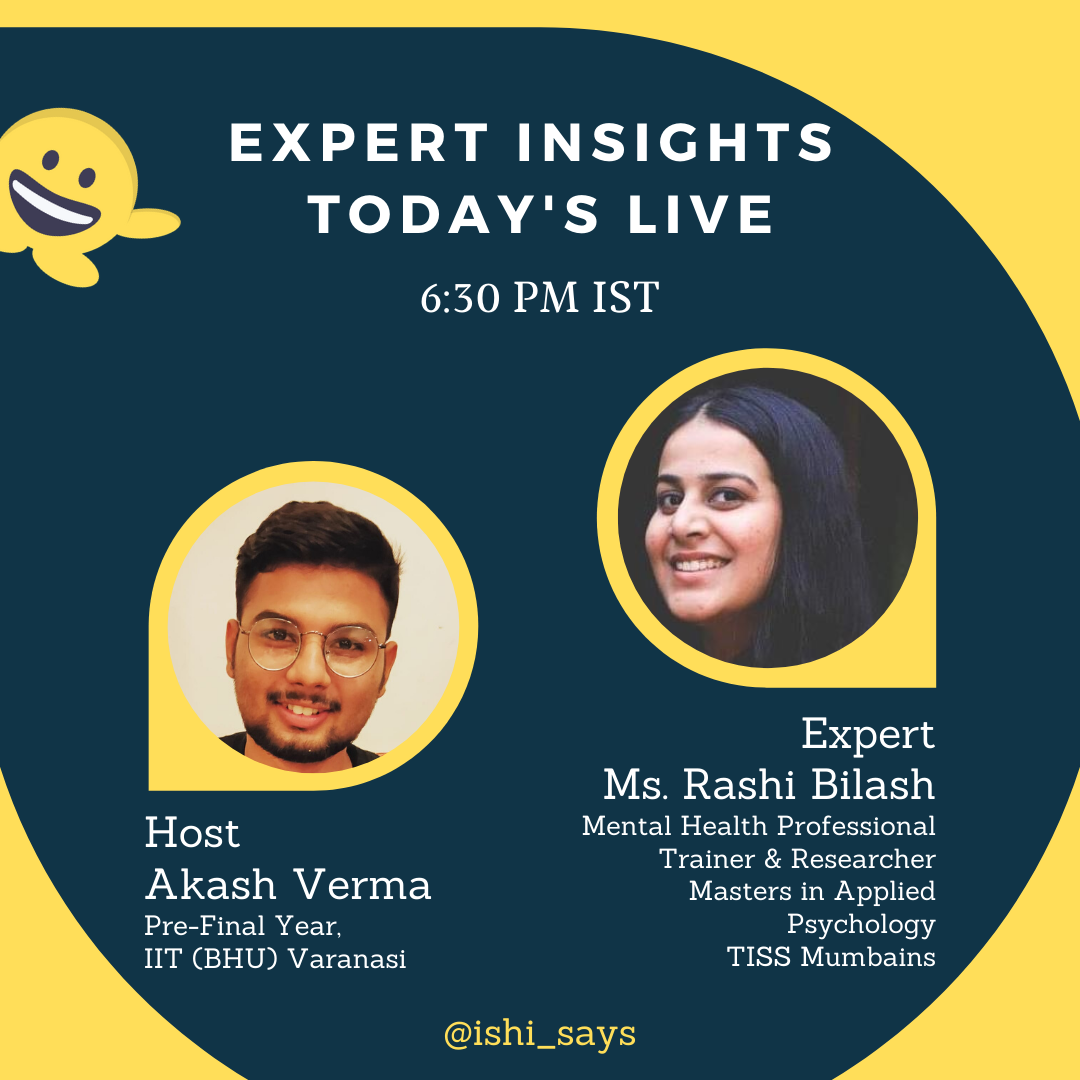 EXPERT INSIGHTS
TODAY'S LIVE
6:30 PM IST
Host
Akash Verma
Pre-Final Year,
IIT (BHU) Varanasi
Expert
Ms. Rashi Bilash
Mental Health Professional
Trainer & Researcher
Masters in Applied
Psychology
TISS Mumbains
@ishi_says